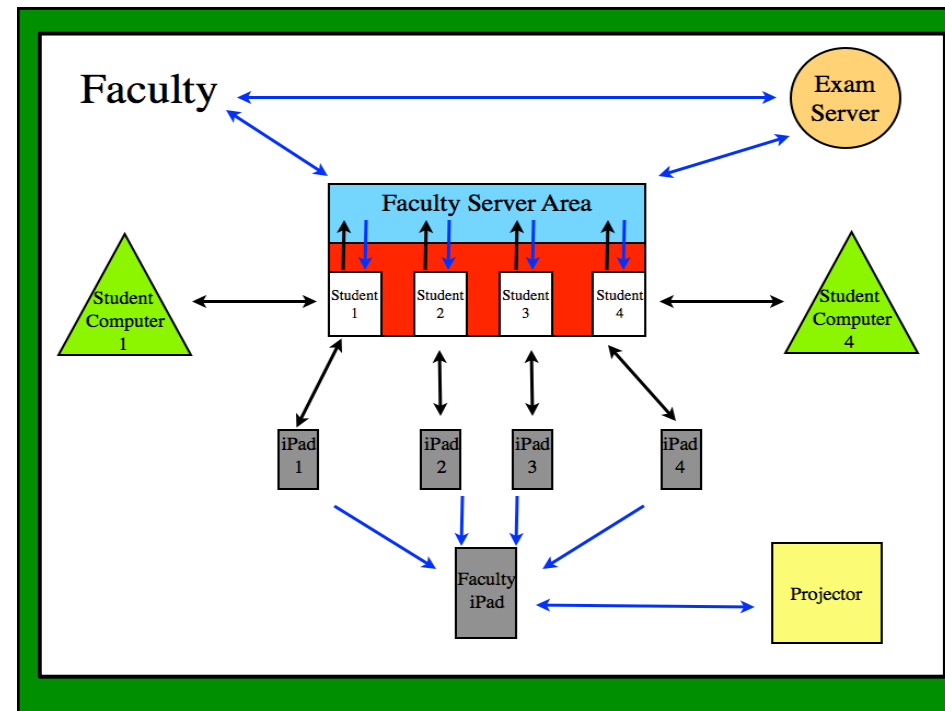 Faculty
Exam
Server
Faculty Server Area
Student
1
Student
2
Student
3
Student
4
Student
Computer
1
Student
Computer
4
iPad
1
iPad
2
iPad
3
iPad
4
Faculty
iPad
Projector